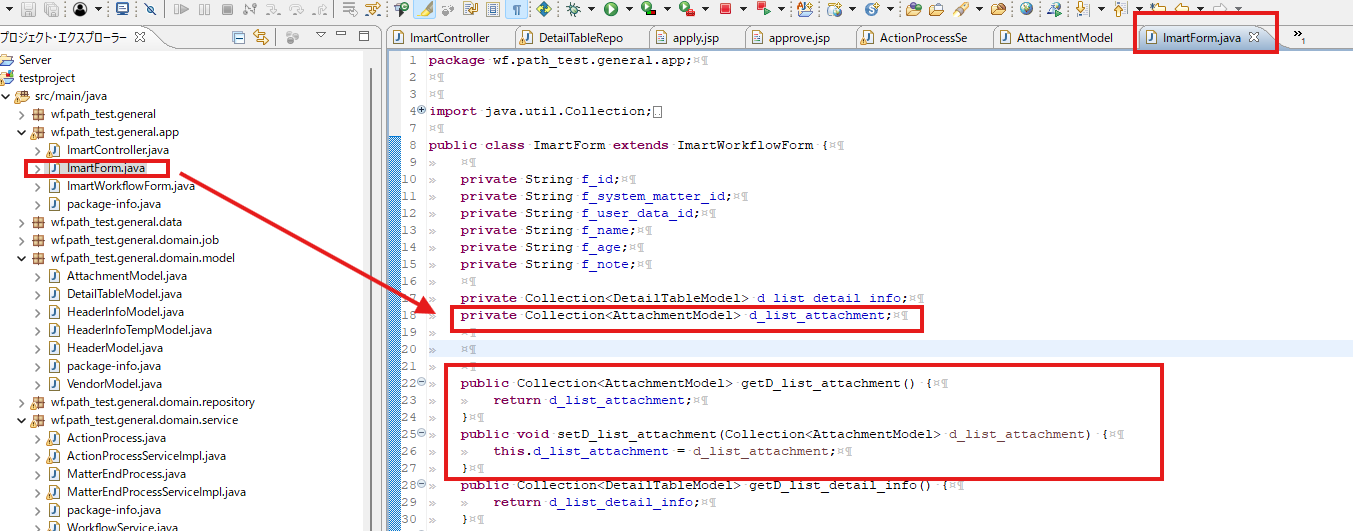 プロジェクト・エクスプローラー
Server
testproject
src/main/java
wf.path_test.general
wf.path_test.general.app
ImartController.java
ImartForm.java
ImartWorkflowForm.java
package-info.java
wf.path_test.general.data
wf.path_test.general.domain.job
wf.path_test.general.domain.model
AttachmentModel.java
DetailTableModel.java
HeaderInfoModel.java
HeaderInfoTempModel.java
HeaderModel.java
package-info.java
VendorModel.java
wf.path_test.general.domain.repository
wf.path_test.general.domain.service
ActionProcess.java
ActionProcessServiceImpl.java
MatterEndProcess.java
MatterEndProcessServiceImpl.java
package-info.java
WorkflowService.java
ImartController DetailTableRepo apply.jsp approve.jsp ActionProcessSe AttachmentModel ImartForm.java »1
1 package wf.path_test.general.app;¤¶
2 ¤¶
3 ¤¶
4 import java.util.Collection;
7 ¤¶
8 public class ImartForm extends ImartWorkflowForm {¤¶
9 » ¤¶
10 » private String f_id;¤¶
11 » private String f_system_matter_id;¤¶
12 » private String f_user_data_id;¤¶
13 » private String f_name;¤¶
14 » private String f_age;¤¶
15 » private String f_note;¤¶
16 » ¤¶
17 » private Collection<DetailTableModel> d_list_detail_info;¤¶
18 » private Collection<AttachmentModel> d_list_attachment;¤¶
19 » ¤¶
20 » ¤¶
21 » ¤¶
22 » public Collection<AttachmentModel> getD_list_attachment() {¤¶
23 » » return d_list_attachment;¤¶
24 » }¤¶
25 » public void setD_list_attachment(Collection<AttachmentModel> d_list_attachment) {¤¶
26 » » this.d_list_attachment = d_list_attachment;¤¶
27 » }¤¶
28 » public Collection<DetailTableModel> getD_list_detail_info() {¤¶
29 » » return d_list_detail_info;¤¶
30 » }¤¶